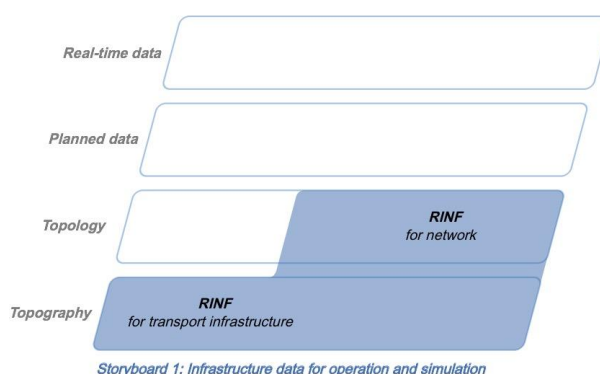 Real-time data
Planned data
Topology
RINF
for network
Topography
RINF
for transport infrastructure
Storyboard 1: Infrastructure data for operation and simulation